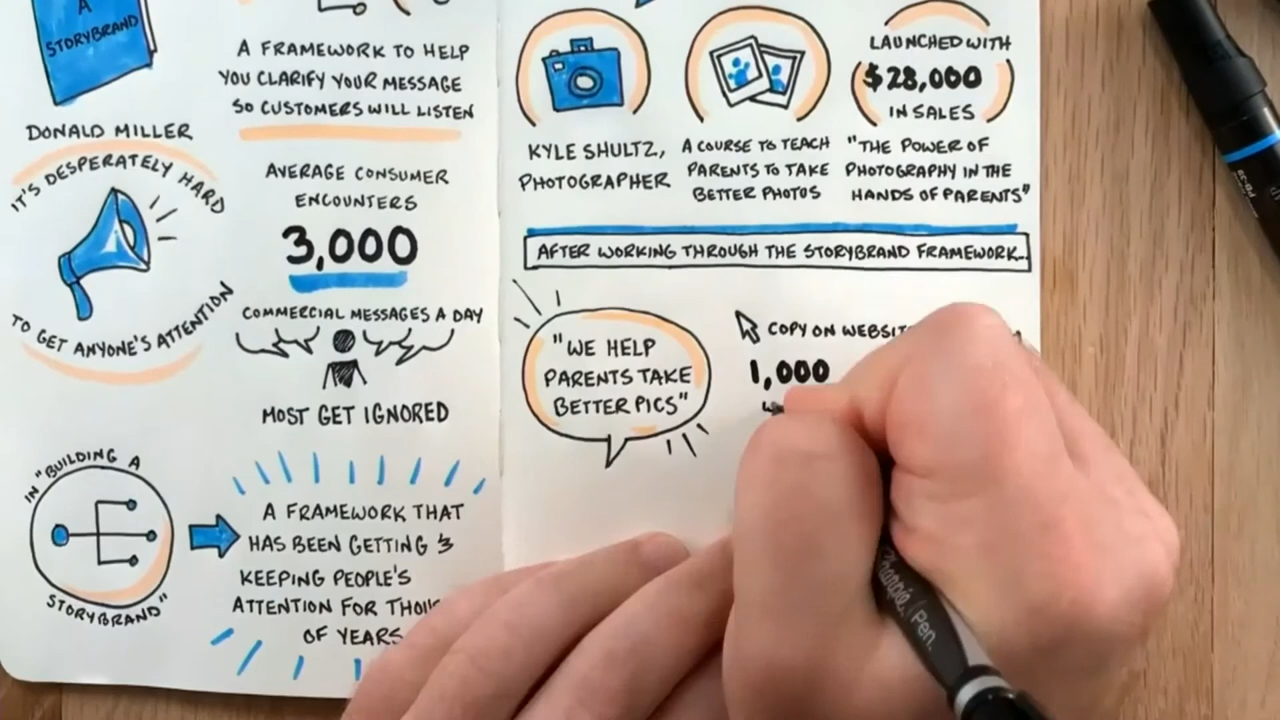 A
STORYBRAND
DONALD MILLER
A FRAMEWORK TO HELP
YOU CLARIFY YOUR MESSAGE
SO CUSTOMERS WILL LISTEN
IT'S DESPERATELY HARD
TO GET ANYONE'S ATTENTION
AVERAGE CONSUMER
ENCOUNTERS
3,000
COMMERCIAL MESSAGES A DAY
MOST GET IGNORED
IN "BUILDING A
STORYBRAND"
A FRAMEWORK THAT
HAS BEEN GETTING &
KEEPING PEOPLE'S
ATTENTION FOR
OF YEARS
KYLE SHULTZ,
PHOTOGRAPHER
A COURSE TO TEACH
PARENTS TO TAKE
BETTER PHOTOS
LAUNCHED WITH
$28,000
IN SALES
"THE POWER OF
PHOTOGRAPHY IN THE
HANDS OF PARENTS"
AFTER WORKING THROUGH THE STORYBRAND FRAMEWORK...
"WE HELP
PARENTS TAKE
BETTER PICS"
COPY ON
1,000
Sharpie Pen.